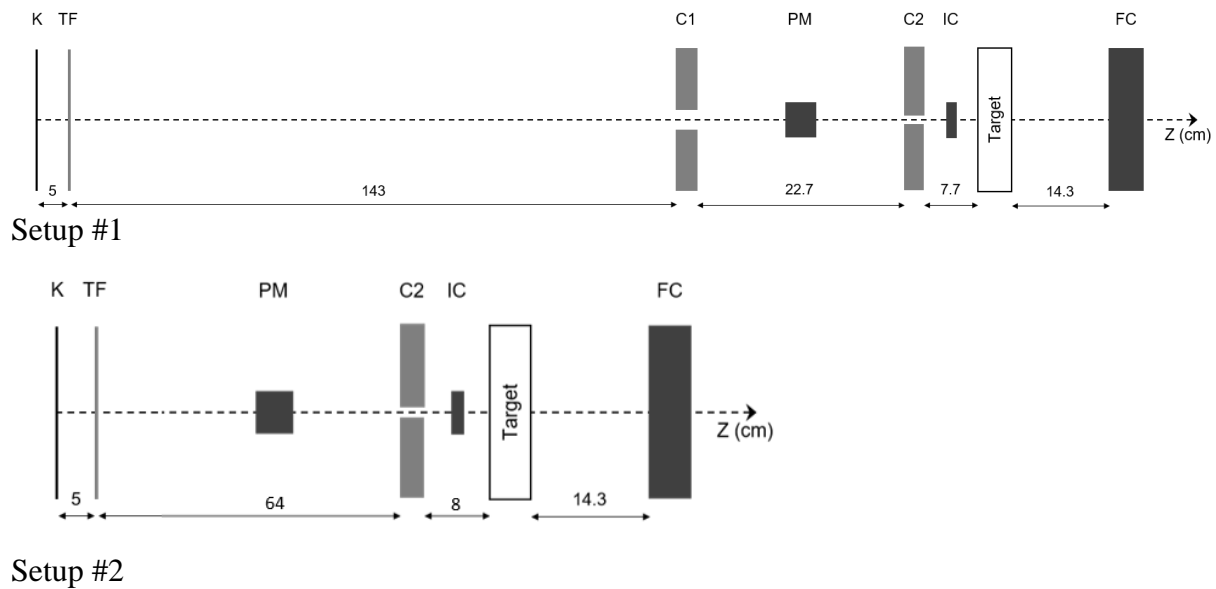 K TF C1 PM C2 IC FC
Target
Z (cm)
5 143 22.7 7.7 14.3
Setup #1
K TF PM C2 IC FC
Target
Z (cm)
5 64 8 14.3
Setup #2